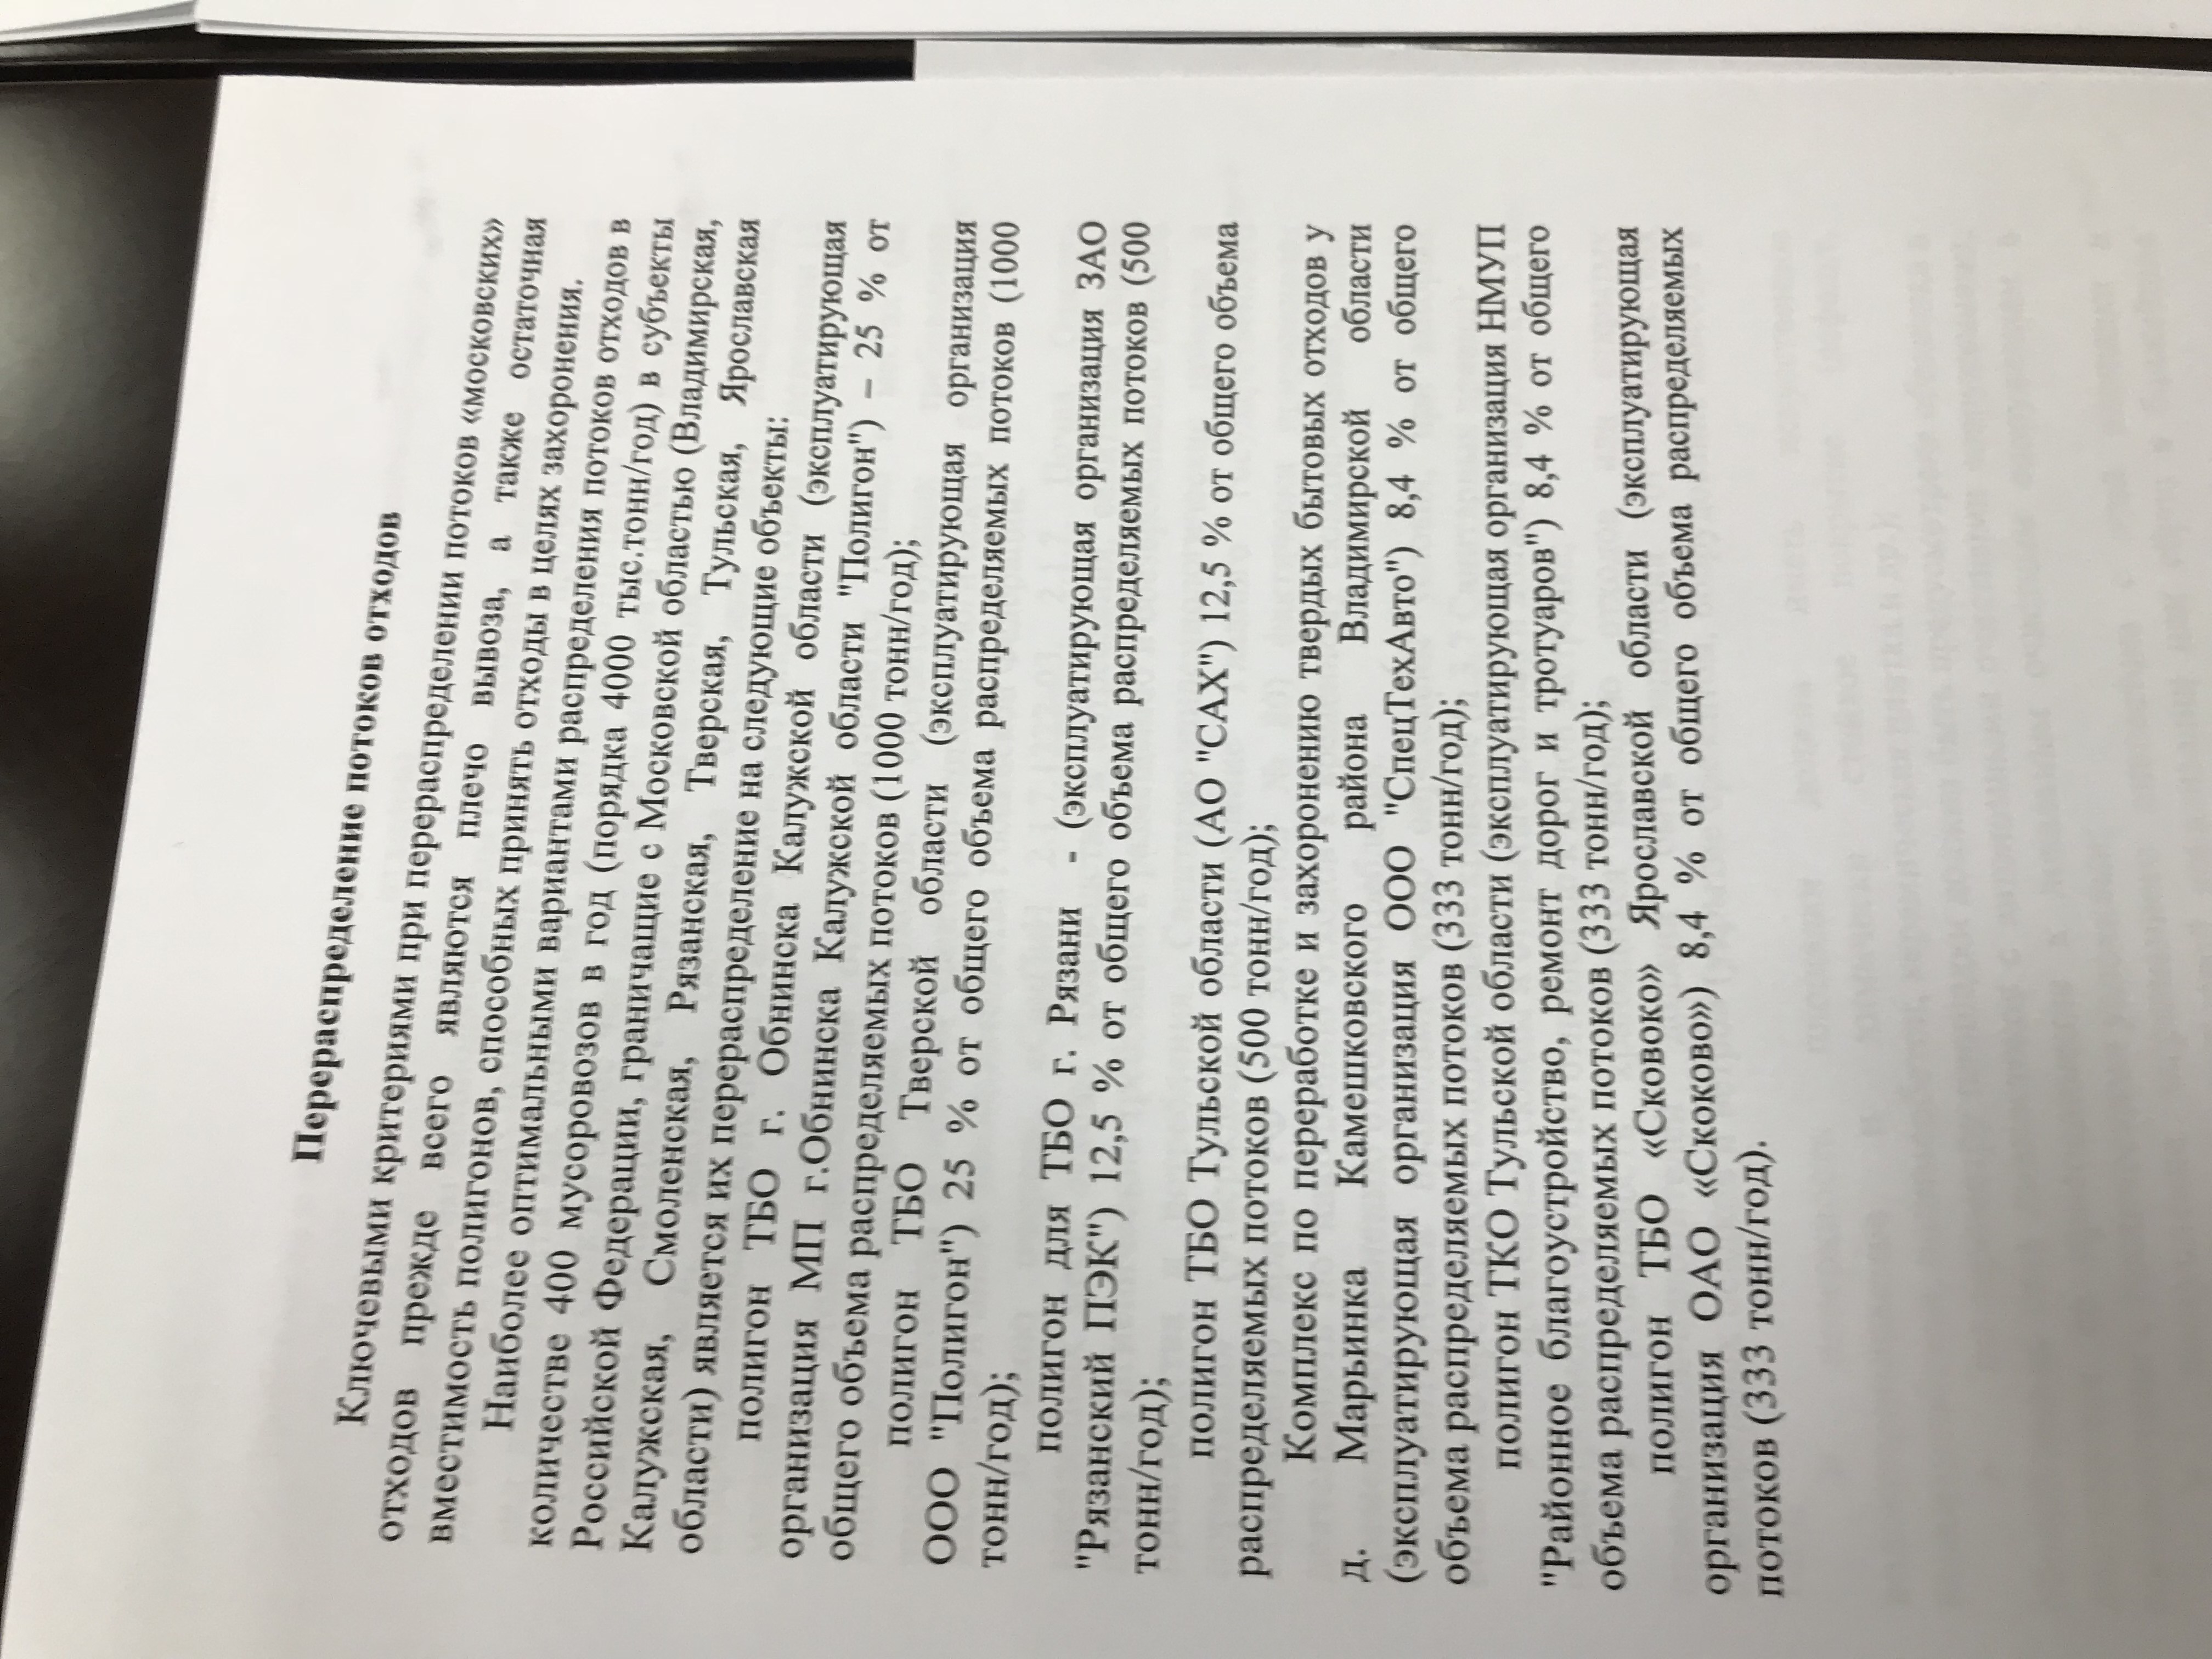 Перераспределение потоков отходов
Ключевыми критериями при перераспределении потоков «московских»
отходов прежде всего являются плечо вывоза, а также остаточная
вместимость полигонов, способных принять отходы в целях захоронения.
Наиболее оптимальными вариантами распределения потоков отходов в
количестве 400 мусоровозов в год (порядка 4000 тыс.тонн/год) в субъекты
Российской Федерации, граничащие с Московской областью (Владимирская,
Калужская, Смоленская, Рязанская, Тверская, Тульская, Ярославская
области) является их перераспределение на следующие объекты:
полигон ТБО г. Обнинска Калужской области (эксплуатирующая
организация МП г.Обнинска Калужской области "Полигон") – 25 % от
общего объема распределяемых потоков (1000 тонн/год);
полигон ТБО Тверской области (эксплуатирующая организация
ООО "Полигон") 25 % от общего объема распределяемых потоков (1000
тонн/год);
полигон для ТБО г. Рязани - (эксплуатирующая организация ЗАО
"Рязанский ПЭК") 12,5 % от общего объема распределяемых потоков (500
тонн/год);
полигон ТБО Тульской области (АО "САХ") 12,5 % от общего объема
распределяемых потоков (500 тонн/год);
Комплекс по переработке и захоронению твердых бытовых отходов у
д. Марьинка Камешковского района Владимирской области
(эксплуатирующая организация ООО "СпецТехАвто") 8,4 % от общего
объема распределяемых потоков (333 тонн/год);
полигон ТКО Тульской области (эксплуатирующая организация НМУП
"Районное благоустройство, ремонт дорог и тротуаров") 8,4 % от общего
объема распределяемых потоков (333 тонн/год);
полигон ТБО «Сковоко» Ярославской области (эксплуатирующая
организация ОАО «Скоково») 8,4 % от общего объема распределяемых
потоков (333 тонн/год).